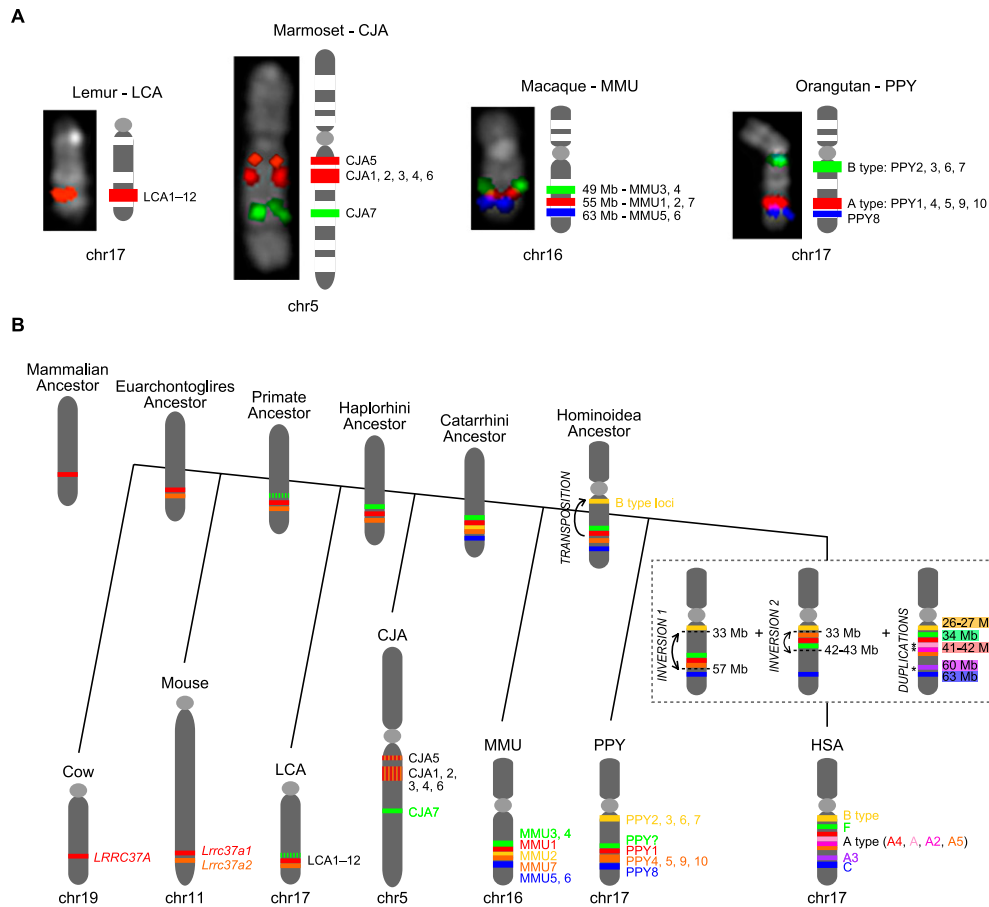 A
Lemur - LCA
LCA1–12
chr17
Marmoset - CJA
CJA5
CJA1, 2, 3, 4, 6
CJA7
chr5
Macaque - MMU
49 Mb - MMU3, 4
55 Mb - MMU1, 2, 7
63 Mb - MMU5, 6
chr16
Orangutan - PPY
B type: PPY2, 3, 6, 7
A type: PPY1, 4, 5, 9, 10
PPY8
chr17
B
Mammalian
Ancestor
Euarchontoglires
Ancestor
Primate
Ancestor
Haplorhini
Ancestor
Catarrhini
Ancestor
Hominoidea
Ancestor
TRANSPOSITION
B type loci
INVERSION 1
33 Mb
57 Mb
+
INVERSION 2
33 Mb
42-43 Mb
+
DUPLICATIONS
*
*
*
26-27 M
34 Mb
41-42 M
60 Mb
63 Mb
Cow
LRRC37A
chr19
Mouse
Lrrc37a1
Lrrc37a2
chr11
LCA
LCA1–12
chr17
CJA
CJA5
CJA1, 2,
3, 4, 6
CJA7
chr5
MMU
MMU3, 4
MMU1
MMU2
MMU7
MMU5, 6
chr16
PPY
PPY2, 3, 6, 7
PPY?
PPY1
PPY4, 5, 9, 10
PPY8
chr17
HSA
B type
F
A type (A4, A, A2, A5)
A3
C
chr17